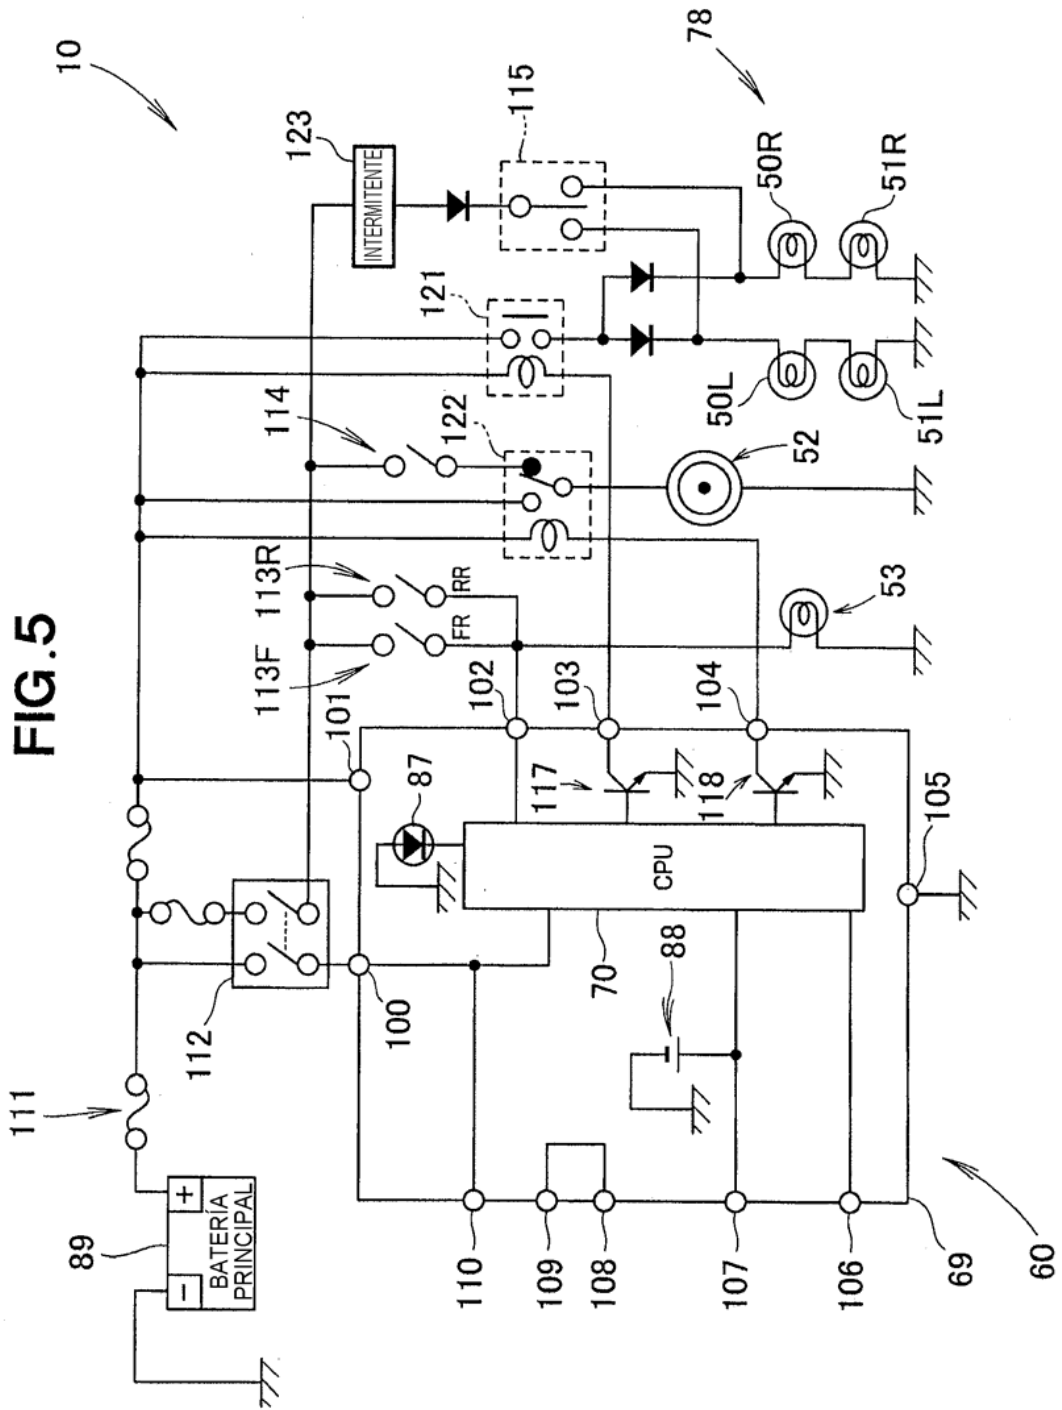 FIG.5
10
78
123
INTERMITENTE
115
50R
51R
121
114
122
50L
51L
52
113R
113F
RR
FR
53
101
102
103
104
87
117
118
105
CPU
70
88
112
100
111
89
BATERÍA
PRINCIPAL
+
−
110
109
108
107
106
69
60